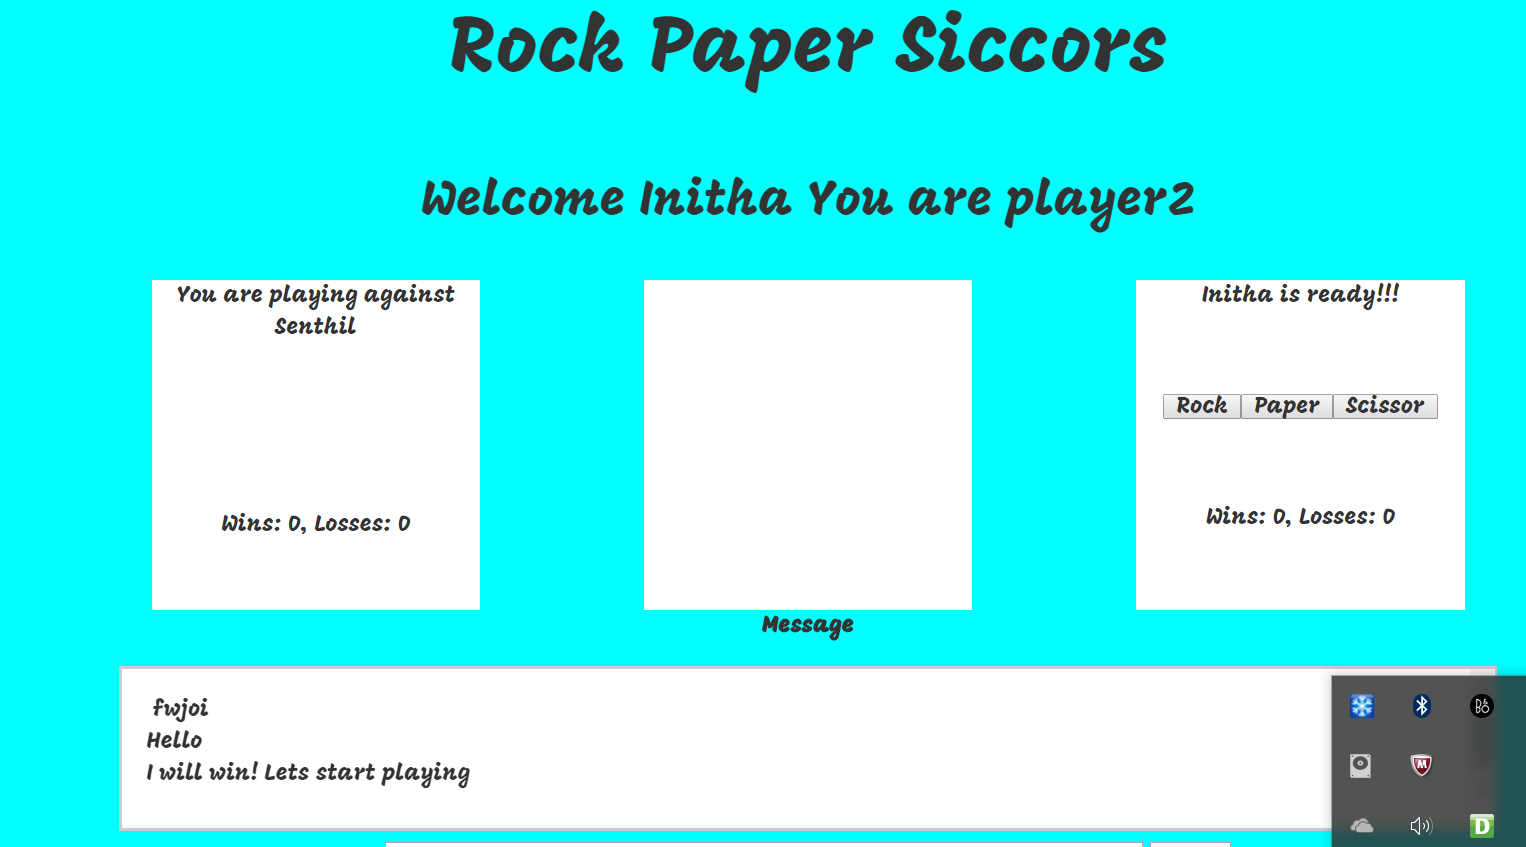 Rock Paper Siccors
Welcome Initha You are player2
You are playing against
Senthil
Wins: 0, Losses: 0
Initha is ready!!!
Rock Paper Scissor
Wins: 0, Losses: 0
Message
fwjoi
Hello
I will win! Lets start playing
B&O
M
D